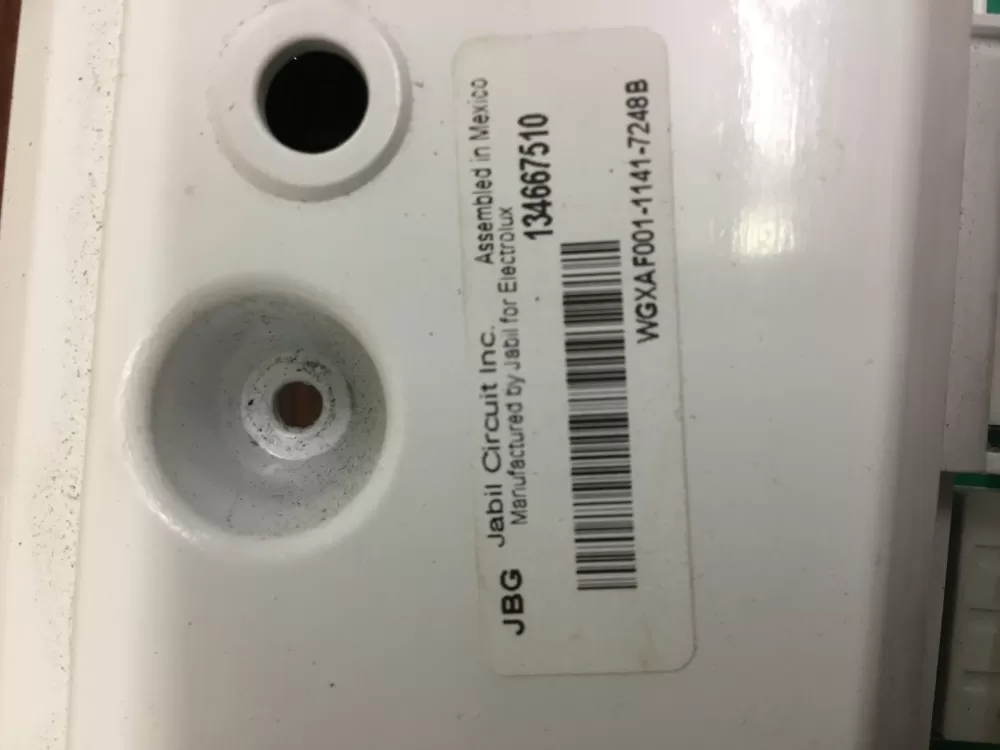 JBG Jabil Circuit Inc. Assembled in Mexico
Manufactured by Jabil for Electrolux
134667510
WGXAF001-1141-7248B